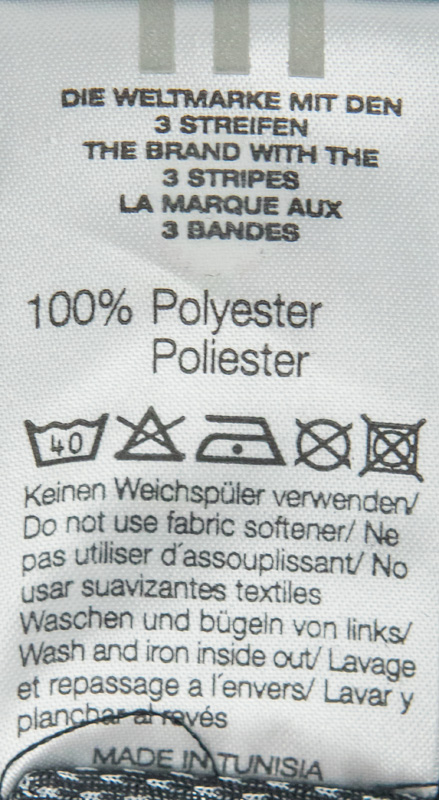 DIE WELTMARKE MIT DEN
3 STREIFEN
THE BRAND WITH THE
3 STRIPES
LA MARQUE AUX
3 BANDES
100% Polyester
Poliester
40
Keinen Weichspüler verwenden/
Do not use fabric softener/ Ne
pas utiliser d´assouplissant/ No
usar suavizantes textiles
Waschen und bügeln von links/
Wash and iron inside out/ Lavage
et repassage a l´envers/ Lavar y
planchar al revés
MADE IN TUNISIA